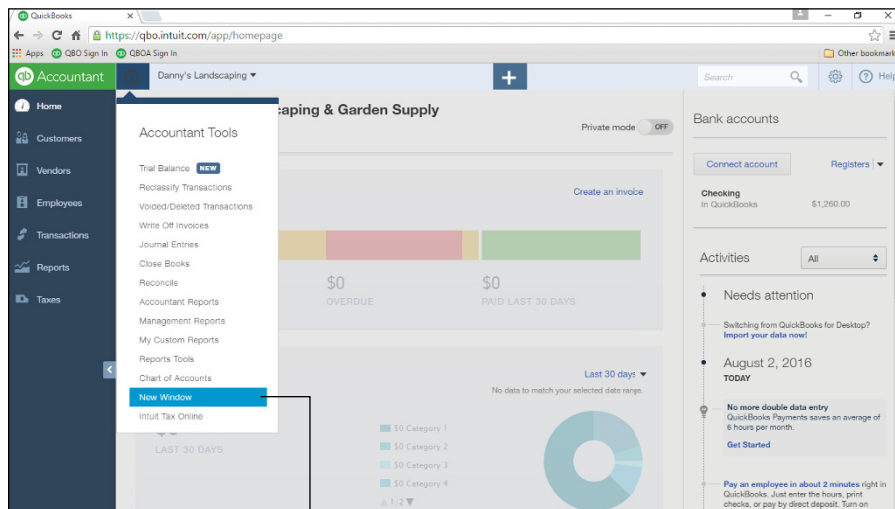 QuickBooks
https://qbo.intuit.com/app/homepage
Apps QBO Sign In QBOA Sign In Other bookmark
qb Accountant Danny's Landscaping Search Help
Home
Customers
Vendors
Employees
Transactions
Reports
Taxes
Accountant Tools
Trial Balance NEW
Reclassify Transactions
Voided/Deleted Transactions
Write Off Invoices
Journal Entries
Close Books
Reconcile
Accountant Reports
Management Reports
My Custom Reports
Reports Tools
Chart of Accounts
New Window
Intuit Tax Online
caping & Garden Supply
Private mode OFF
Create an invoice
$0 $0
OVERDUE PAID LAST 30 DAYS
Last 30 days
No data to match your selected date range.
LAST 30 DAYS
$0 Category 1
$0 Category 2
$0 Category 3
$0 Category 4
1/2
Bank accounts
Connect account Registers
Checking
In QuickBooks $1,260.00
Activities All
Needs attention
Switching from QuickBooks for Desktop?
Import your data now!
August 2, 2016
TODAY
No more double data entry
QuickBooks Payments saves an average of
6 hours per month.
Get Started
Pay an employee in about 2 minutes right in
QuickBooks. Just enter the hours, print
checks, or pay by direct deposit. Turn on